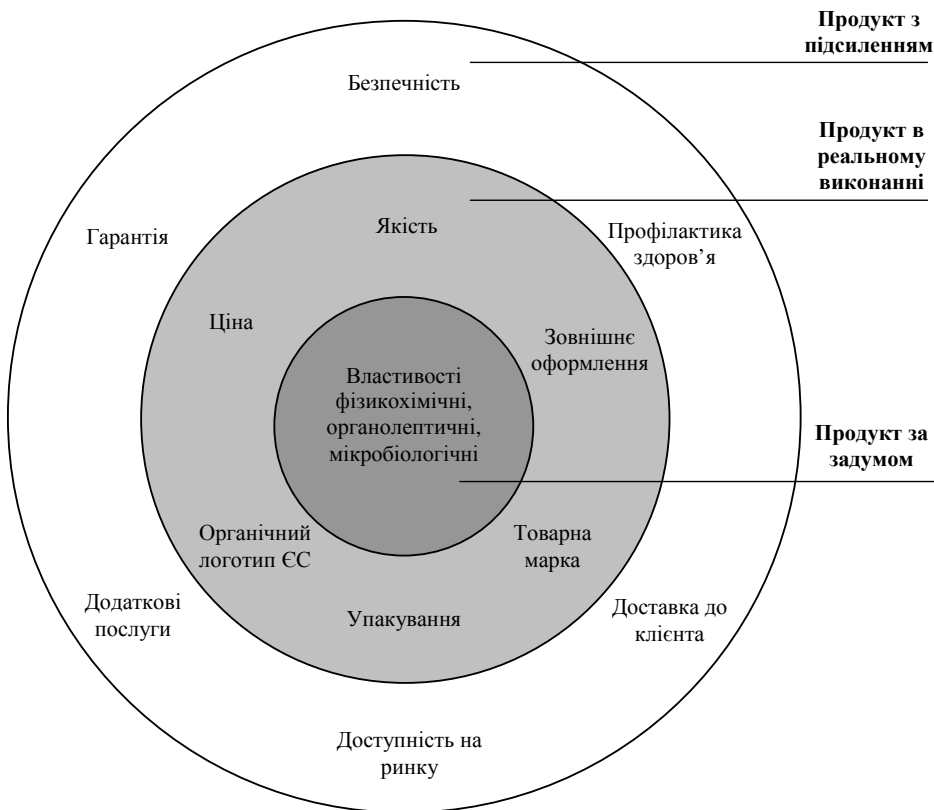 Продукт з
підсиленням
Безпечність
Продукт в
реальному
виконанні
Якість
Гарантія
Профілактика
здоров’я
Ціна
Зовнішнє
оформлення
Властивості
фізикохімічні,
органолептичні,
мікробіологічні
Продукт за
задумом
Органічний
логотип ЄС
Товарна
марка
Додаткові
послуги
Упакування
Доставка до
клієнта
Доступність на
ринку